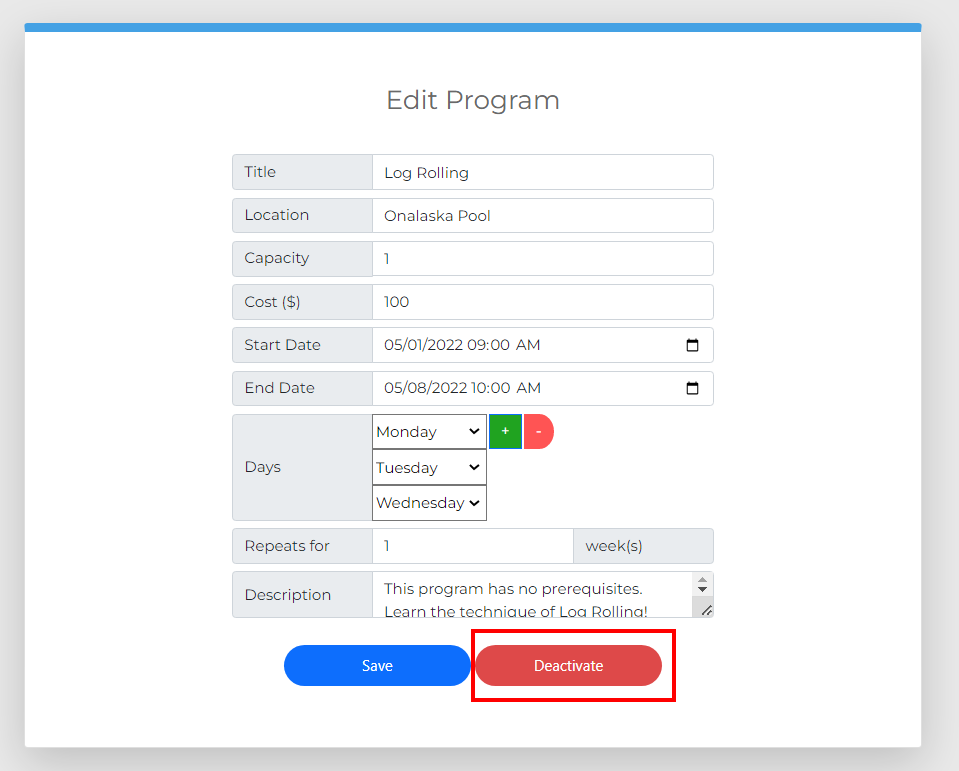 Edit Program
Title Log Rolling
Location Onalaska Pool
Capacity 1
Cost ($) 100
Start Date 05/01/2022 09:00 AM
End Date 05/08/2022 10:00 AM
Days Monday + -
Tuesday
Wednesday
Repeats for 1 week(s)
Description This program has no prerequisites.
Learn the technique of Log Rolling!
Save Deactivate